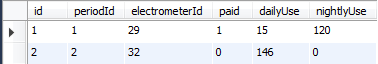 id periodId electrometerId paid dailyUse nightlyUse
1 1 29 1 15 120
2 2 32 0 146 0